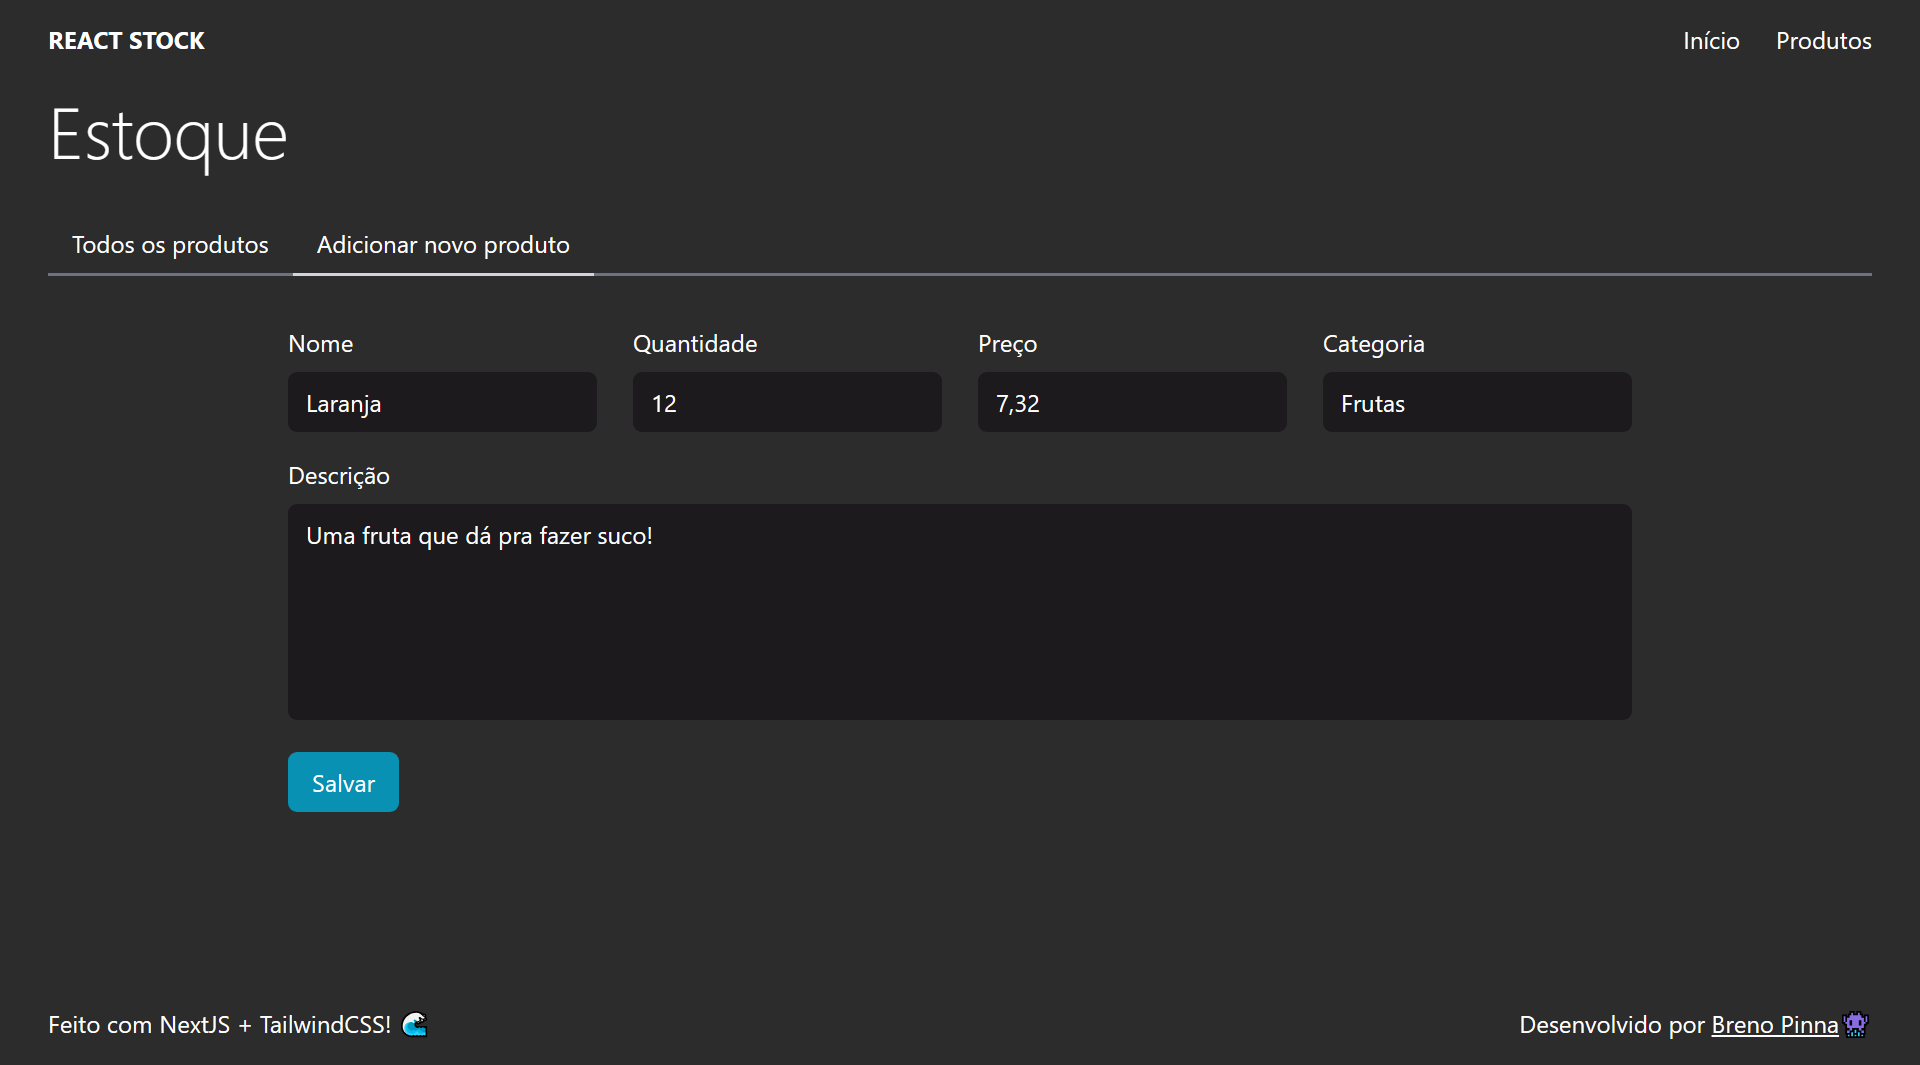 REACT STOCK
Início Produtos
Estoque
Todos os produtos Adicionar novo produto
Nome Quantidade Preço Categoria
Laranja 12 7,32 Frutas
Descrição
Uma fruta que dá pra fazer suco!
Salvar
Feito com NextJS + TailwindCSS! 🌊
Desenvolvido por Breno Pinna👾